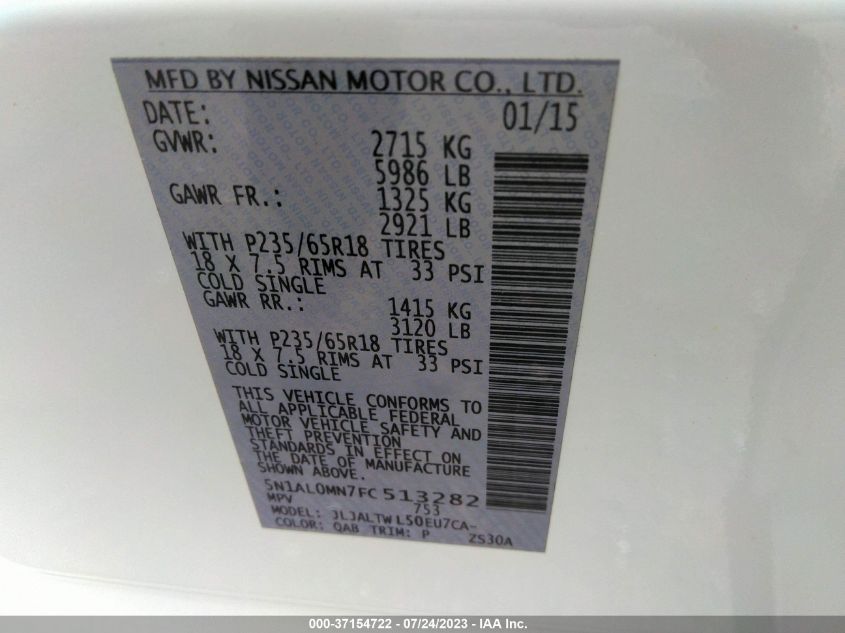 MFD BY NISSAN MOTOR CO., LTD.
DATE: 01/15
GVWR: 2715 KG
5986 LB
GAWR FR.: 1325 KG
2921 LB
WITH P235/65R18 TIRES
18 X 7.5 RIMS AT 33 PSI
COLD SINGLE
GAWR RR.: 1415 KG
3120 LB
WITH P235/65R18 TIRES
18 X 7.5 RIMS AT 33 PSI
COLD SINGLE
THIS VEHICLE CONFORMS TO
ALL APPLICABLE FEDERAL
MOTOR VEHICLE SAFETY AND
THEFT PREVENTION
STANDARDS IN EFFECT ON
THE DATE OF MANUFACTURE
SHOWN ABOVE.
5N1AL0MN7FC513282
MPV 753
MODEL: JLJALTWL50EU7CA-
COLOR: QAB TRIM: P ZS30A
000-37154722 - 07/24/2023 - IAA Inc.